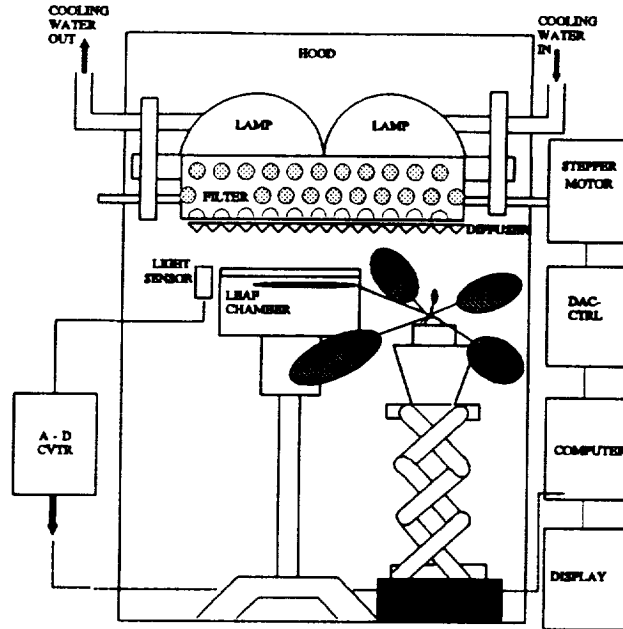 COOLING
WATER
OUT
COOLING
WATER
IN
HOOD
LAMP
LAMP
STEPPER
MOTOR
FILTER
DIFFUSER
LIGHT
SENSOR
LEAF
CHAMBER
DAC-
CTRL
A - D
CVTR
COMPUTER
DISPLAY